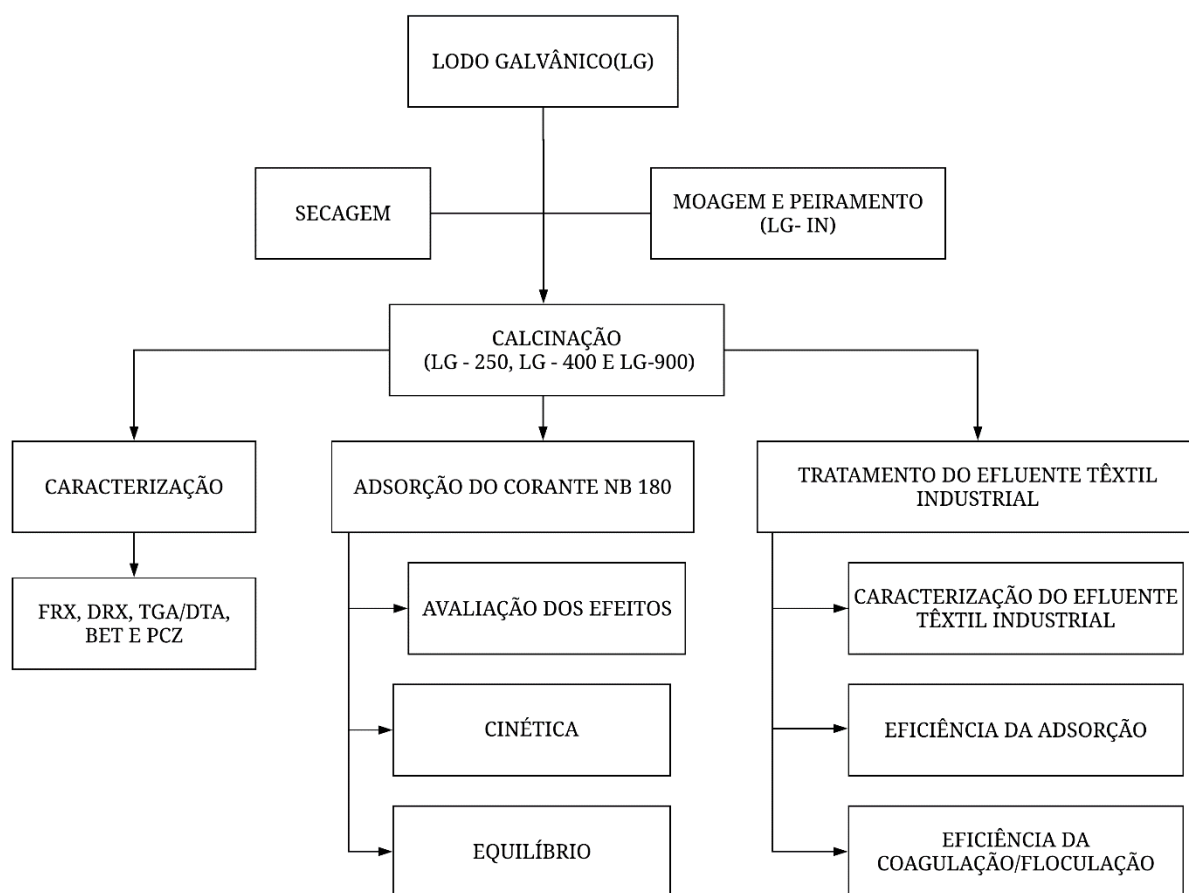 LODO GALVÂNICO(LG)
SECAGEM
MOAGEM E PEIRAMENTO
(LG- IN)
CALCINAÇÃO
(LG - 250, LG - 400 E LG-900)
CARACTERIZAÇÃO
ADSORÇÃO DO CORANTE NB 180
TRATAMENTO DO EFLUENTE TÊXTIL
INDUSTRIAL
FRX, DRX, TGA/DTA,
BET E PCZ
AVALIAÇÃO DOS EFEITOS
CINÉTICA
EQUILÍBRIO
CARACTERIZAÇÃO DO EFLUENTE
TÊXTIL INDUSTRIAL
EFICIÊNCIA DA ADSORÇÃO
EFICIÊNCIA DA
COAGULAÇÃO/FLOCULAÇÃO